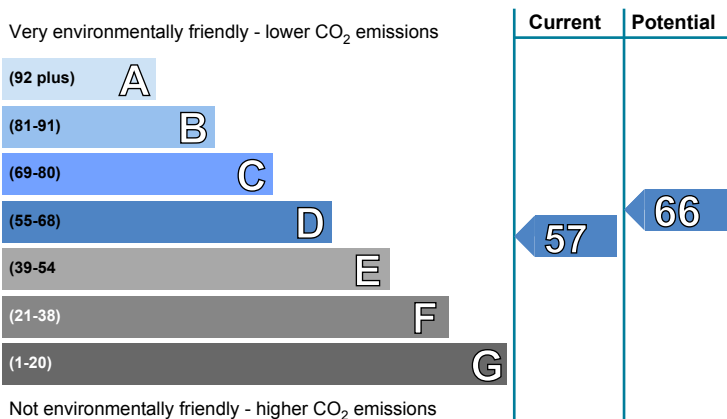 Current Potential
Very environmentally friendly - lower CO2 emissions
(92 plus) A
(81-91) B
(69-80) C
(55-68) D
66
57
(39-54 E
(21-38) F
(1-20) G
Not environmentally friendly - higher CO2 emissions